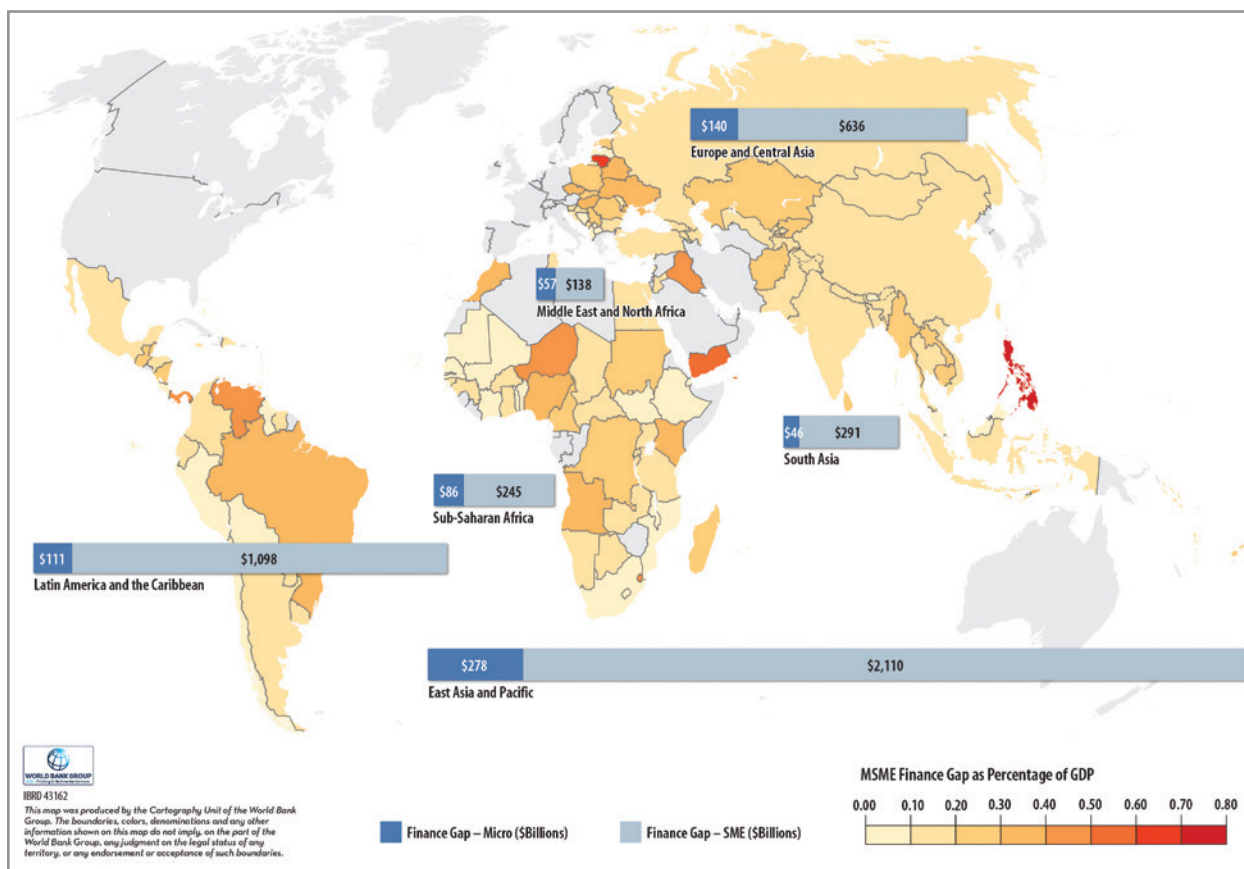 $140 $636
Europe and Central Asia
$57 $138
Middle East and North Africa
$46 $291
South Asia
$86 $245
Sub-Saharan Africa
$111 $1,098
Latin America and the Caribbean
$278 $2,110
East Asia and Pacific
WORLD BANK GROUP
IBRD 43162
This map was produced by the Cartography Unit of the World Bank
Group. The boundaries, colors, denominations and any other
information shown on this map do not imply, on the part of the
World Bank Group, any judgment on the legal status of any
territory, or any endorsement or acceptance of such boundaries.
Finance Gap – Micro ($Billions)
Finance Gap – SME ($Billions)
MSME Finance Gap as Percentage of GDP
0.00 0.10 0.20 0.30 0.40 0.50 0.60 0.70 0.80